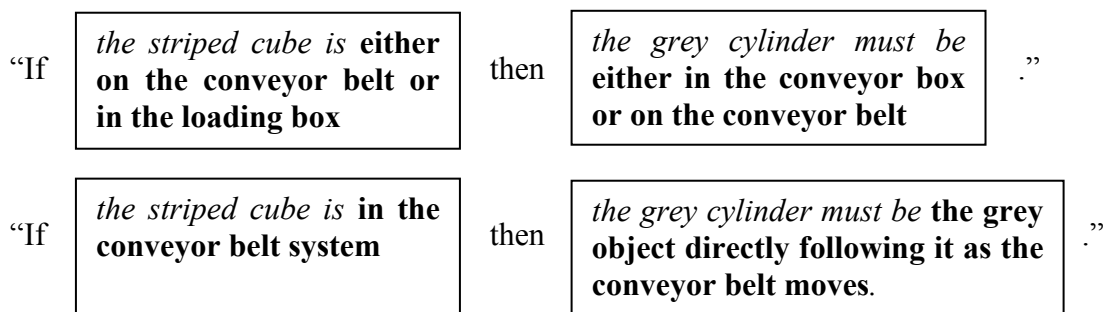 “If
the striped cube is either
on the conveyor belt or
in the loading box
then
the grey cylinder must be
either in the conveyor box
or on the conveyor belt
.”
“If
the striped cube is in the
conveyor belt system
then
the grey cylinder must be the grey
object directly following it as the
conveyor belt moves.
.”